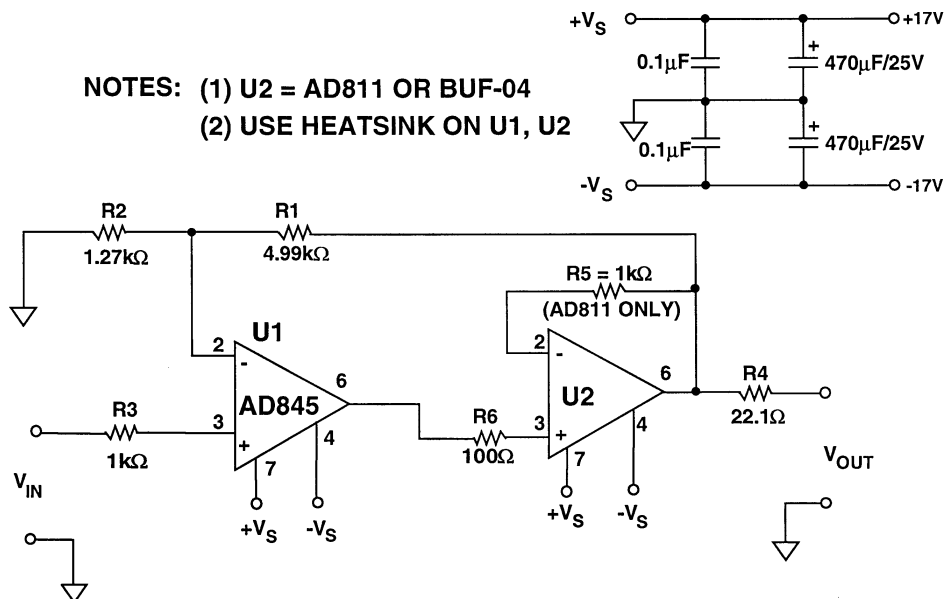 +VS
+17V
0.1µF
+
470µF/25V
NOTES: (1) U2 = AD811 OR BUF-04
(2) USE HEATSINK ON U1, U2
0.1µF
+
470µF/25V
-VS
-17V
R2
1.27kΩ
R1
4.99kΩ
R5 = 1kΩ
(AD811 ONLY)
U1
2
-
AD845
6
3
+
4
7
+VS
-VS
R3
1kΩ
VIN
R6
100Ω
2
-
U2
6
3
+
4
7
+VS
-VS
R4
22.1Ω
VOUT